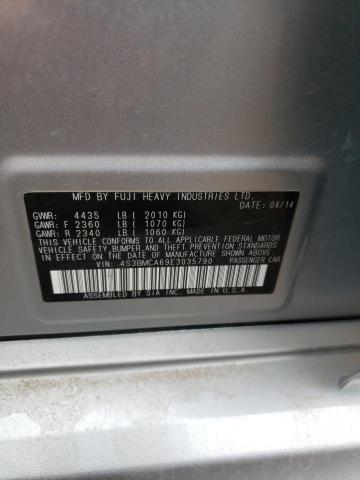 MFD BY FUJI HEAVY INDUSTRIES LTD.
DATE: 04/14
GVWR: 4435 LB ( 2010 KG)
GAWR: F 2360 LB ( 1070 KG)
GAWR: R 2340 LB ( 1060 KG)
THIS VEHICLE CONFORMS TO ALL APPLICABLE FEDERAL MOTOR
VEHICLE SAFETY,BUMPER,AND THEFT PREVENTION STANDARDS
IN EFFECT ON THE DATE OF MANUFACTURE SHOWN ABOVE.
VIN: 4S3BMCA69E3035790
ASSEMBLED BY SIA INC. MADE IN U.S.A.